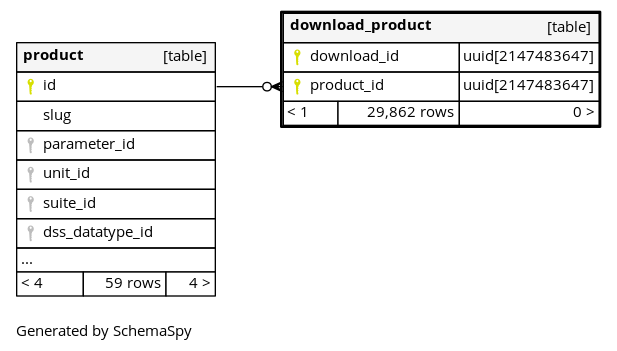 product [table]
id
slug
parameter_id
unit_id
suite_id
dss_datatype_id
...
< 4 59 rows 4 >
download_product [table]
download_id uuid[2147483647]
product_id uuid[2147483647]
< 1 29,862 rows 0 >
Generated by SchemaSpy